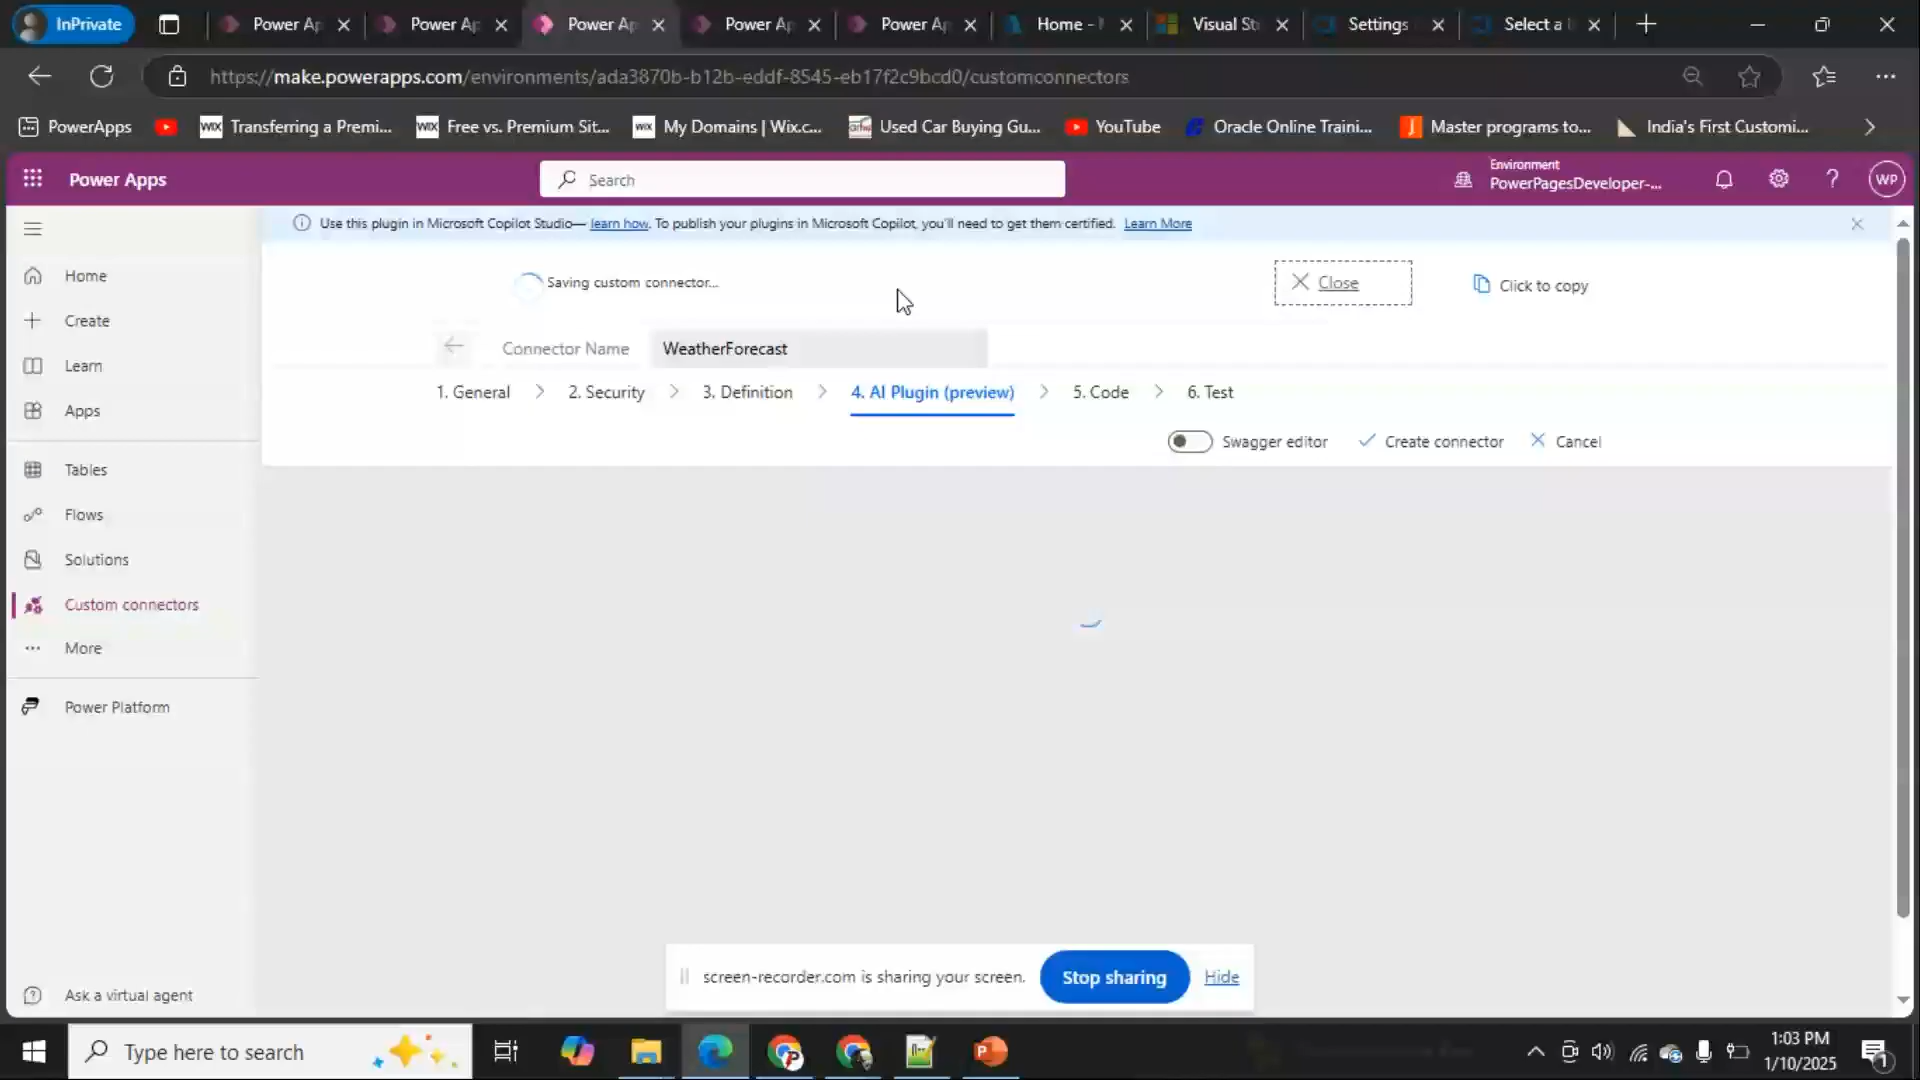 InPrivate
Power Ap
Power Ap
Power Ap
Power Ap
Power Ap
Home -
Visual St
Settings
Select a
https://make.powerapps.com/environments/ada3870b-b12b-eddf-8545-eb17f2c9bcd0/customconnectors
PowerApps
WIX Transferring a Premi...
WIX Free vs. Premium Sit...
WIX My Domains | Wix.c...
Used Car Buying Gu...
YouTube
Oracle Online Traini...
Master programs to...
India's First Customi...
Power Apps
Search
Environment
PowerPagesDeveloper-...
WP
Use this plugin in Microsoft Copilot Studio— learn how. To publish your plugins in Microsoft Copilot, you'll need to get them certified. Learn More
Home
Create
Learn
Apps
Tables
Flows
Solutions
Custom connectors
More
Power Platform
Ask a virtual agent
Saving custom connector...
Close
Click to copy
Connector Name
WeatherForecast
1. General
2. Security
3. Definition
4. AI Plugin (preview)
5. Code
6. Test
Swagger editor
Create connector
Cancel
screen-recorder.com is sharing your screen.
Stop sharing
Hide
Type here to search
1:03 PM
1/10/2025
1